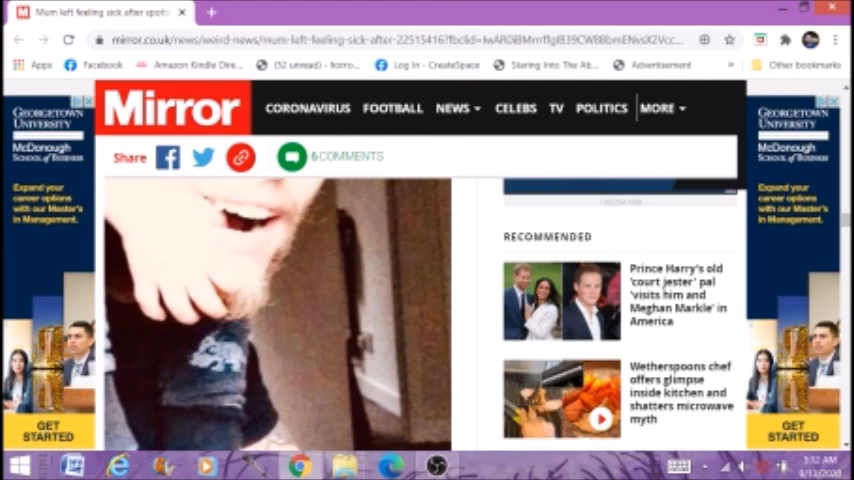 Mum left feeling sick after spots
mirror.co.uk/news/weird-news/mum-left-feeling-sick-after-22515416?
Apps Facebook Amazon Kindle Dire... (52 unread) - horro... Log In - CreateSpace Staring Into The Ab... Advertisement » Other bookmarks
Mirror CORONAVIRUS FOOTBALL NEWS CELEBS TV POLITICS MORE
Share 6 COMMENTS
GEORGETOWN
UNIVERSITY
McDonough
SCHOOL of BUSINESS
Expand your
career options
with our Master's
in Management.
GET
STARTED
RECOMMENDED
Prince Harry's old
'court jester' pal
'visits him and
Meghan Markle' in
America
Wetherspoons chef
offers glimpse
inside kitchen and
shatters microwave
myth
GEORGETOWN
UNIVERSITY
McDonough
SCHOOL of BUSINESS
Expand your
career options
with our Master's
in Management.
GET
STARTED
3:52 AM
9/13/2020